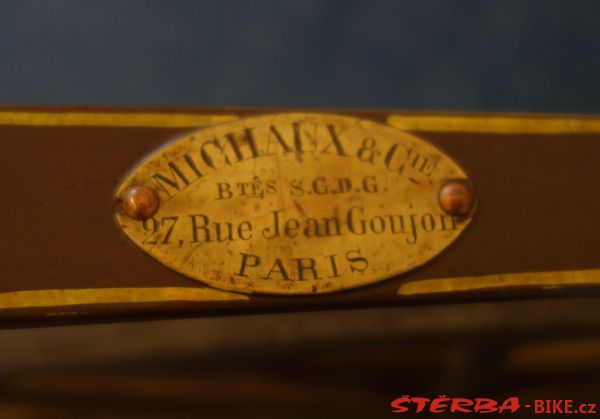 MICHAUX & CIE
BTÉS S.G.D.G.
27, Rue Jean Goujon
PARIS
ŠTĚRBA-BIKE.cz